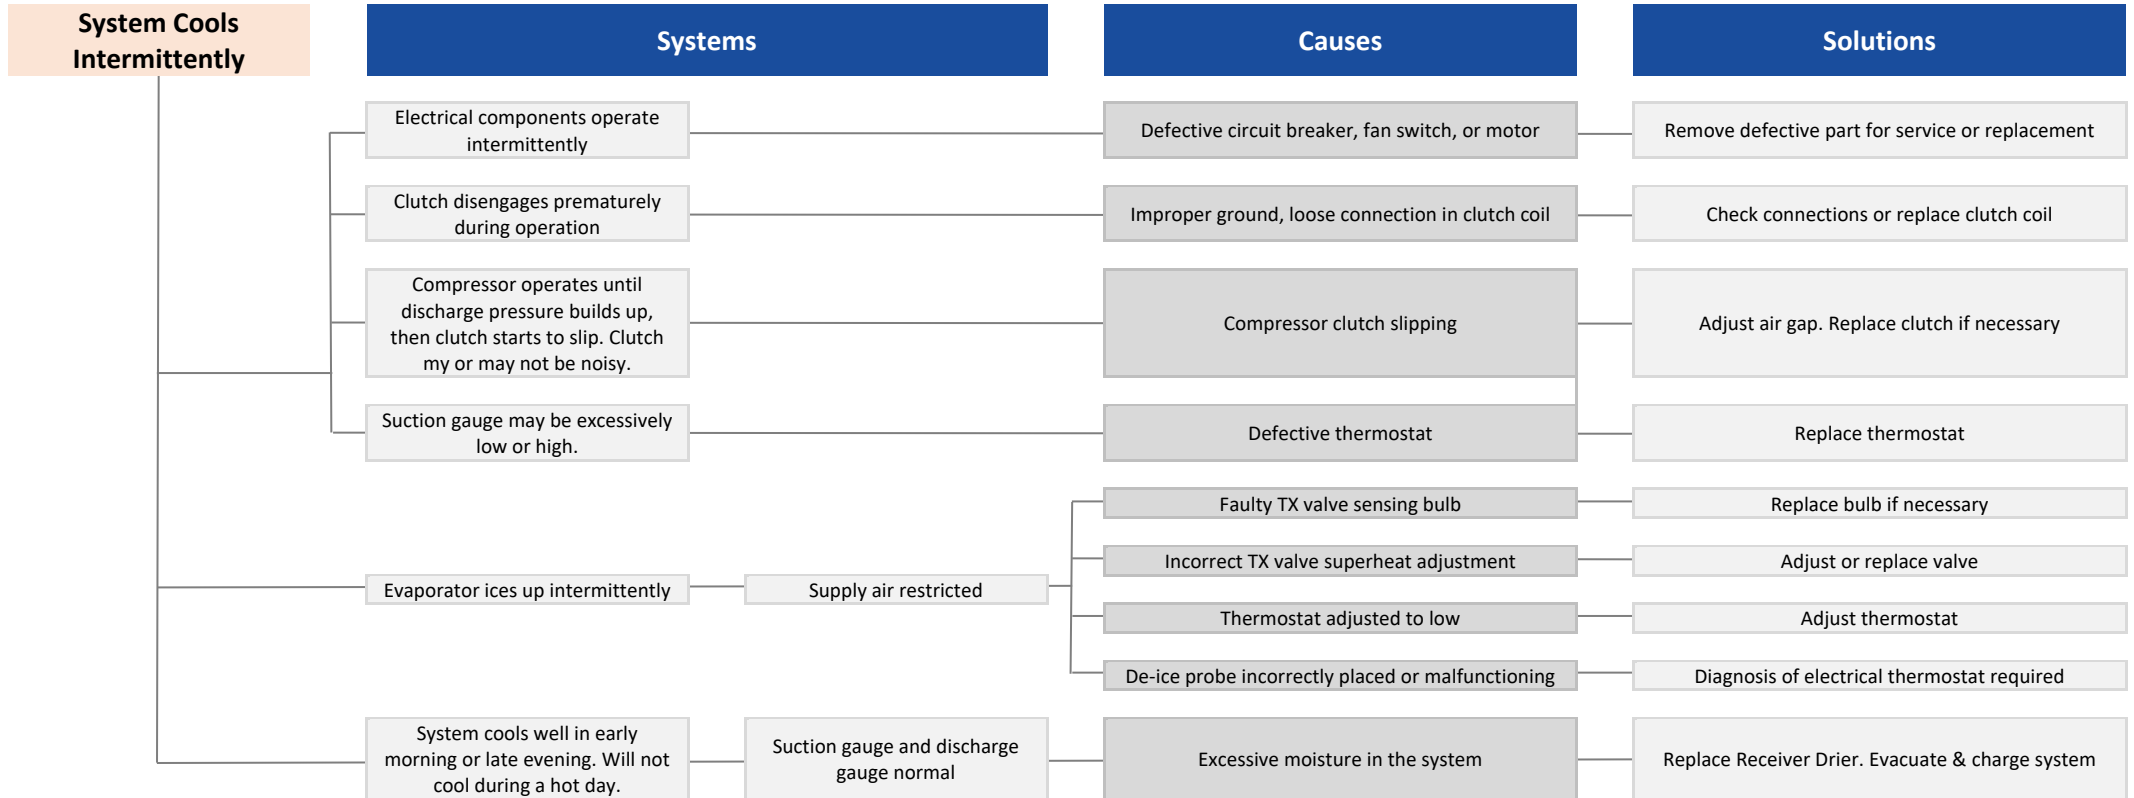 System Cools
Intermittently
Systems
Causes
Solutions
Electrical components operate
intermittently
Defective circuit breaker, fan switch, or motor
Remove defective part for service or replacement
Clutch disengages prematurely
during operation
Improper ground, loose connection in clutch coil
Check connections or replace clutch coil
Compressor operates until
discharge pressure builds up,
then clutch starts to slip. Clutch
my or may not be noisy.
Compressor clutch slipping
Adjust air gap. Replace clutch if necessary
Suction gauge may be excessively
low or high.
Defective thermostat
Replace thermostat
Faulty TX valve sensing bulb
Replace bulb if necessary
Incorrect TX valve superheat adjustment
Adjust or replace valve
Evaporator ices up intermittently
Supply air restricted
Thermostat adjusted to low
Adjust thermostat
De-ice probe incorrectly placed or malfunctioning
Diagnosis of electrical thermostat required
System cools well in early
morning or late evening. Will not
cool during a hot day.
Suction gauge and discharge
gauge normal
Excessive moisture in the system
Replace Receiver Drier. Evacuate & charge system